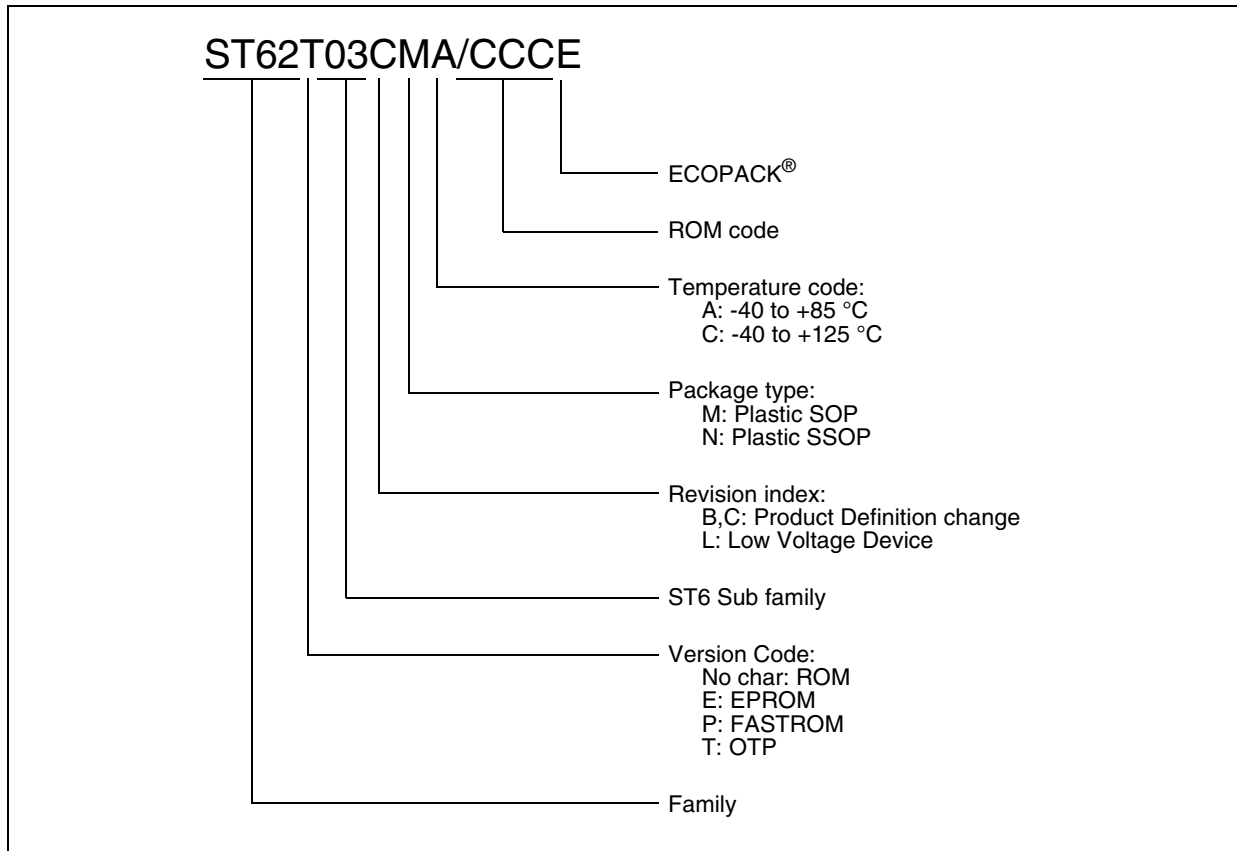 ST62T03CMA/CCCE
ECOPACK®
ROM code
Temperature code:
A: -40 to +85 °C
C: -40 to +125 °C
Package type:
M: Plastic SOP
N: Plastic SSOP
Revision index:
B,C: Product Definition change
L: Low Voltage Device
ST6 Sub family
Version Code:
No char: ROM
E: EPROM
P: FASTROM
T: OTP
Family